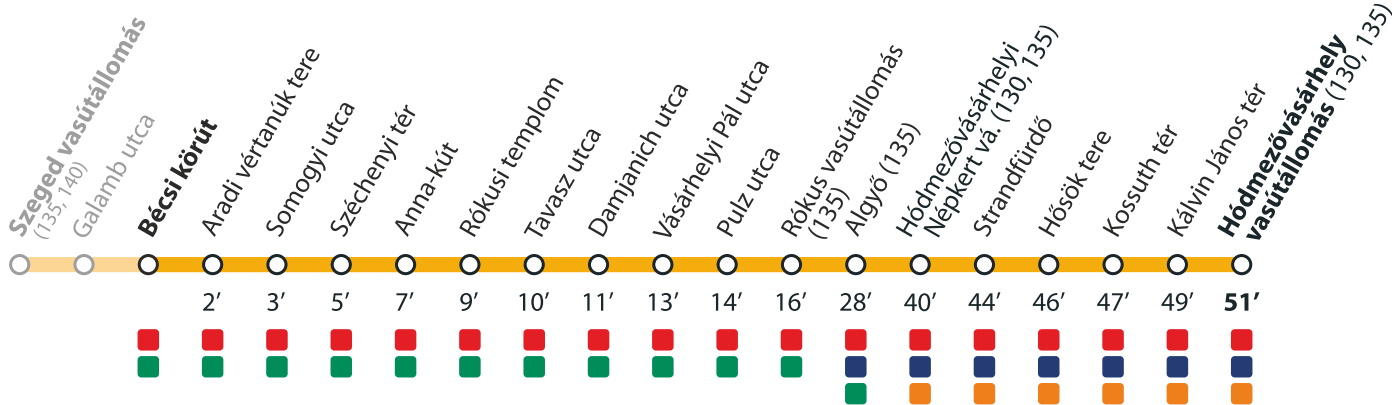 Szeged vasútállomás
(135, 140)
Galamb utca
Bécsi körút
Aradi vértanúk tere
Somogyi utca
Széchenyi tér
Anna-kút
Rókusi templom
Tavasz utca
Damjanich utca
Vásárhelyi Pál utca
Pulz utca
Rókus vasútállomás
(135)
Algyő (135)
Hódmezővásárhelyi
Népkert vá. (130, 135)
Strandfürdő
Hősök tere
Kossuth tér
Kálvin János tér
Hódmezővásárhely
vasútállomás (130, 135)
2’ 3’ 5’ 7’ 9’ 10’ 11’ 13’ 14’ 16’ 28’ 40’ 44’ 46’ 47’ 49’ 51’